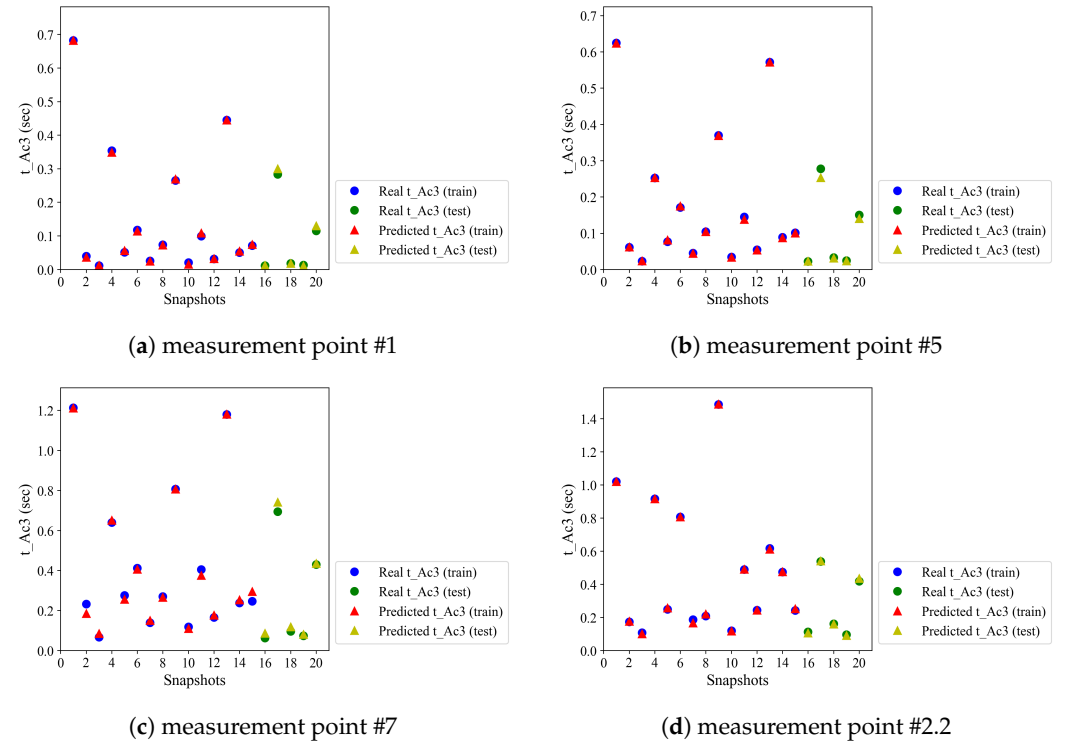 0.7
0.6
0.5
0.4
0.3
0.2
0.1
0.0
t_Ac3 (sec)
0 2 4 6 8 10 12 14 16 18 20
Snapshots
Real t_Ac3 (train)
Real t_Ac3 (test)
Predicted t_Ac3 (train)
Predicted t_Ac3 (test)
(a) measurement point #1
0.7
0.6
0.5
0.4
0.3
0.2
0.1
0.0
t_Ac3 (sec)
0 2 4 6 8 10 12 14 16 18 20
Snapshots
Real t_Ac3 (train)
Real t_Ac3 (test)
Predicted t_Ac3 (train)
Predicted t_Ac3 (test)
(b) measurement point #5
1.2
1.0
0.8
0.6
0.4
0.2
0.0
t_Ac3 (sec)
0 2 4 6 8 10 12 14 16 18 20
Snapshots
Real t_Ac3 (train)
Real t_Ac3 (test)
Predicted t_Ac3 (train)
Predicted t_Ac3 (test)
(c) measurement point #7
1.4
1.2
1.0
0.8
0.6
0.4
0.2
0.0
t_Ac3 (sec)
0 2 4 6 8 10 12 14 16 18 20
Snapshots
Real t_Ac3 (train)
Real t_Ac3 (test)
Predicted t_Ac3 (train)
Predicted t_Ac3 (test)
(d) measurement point #2.2